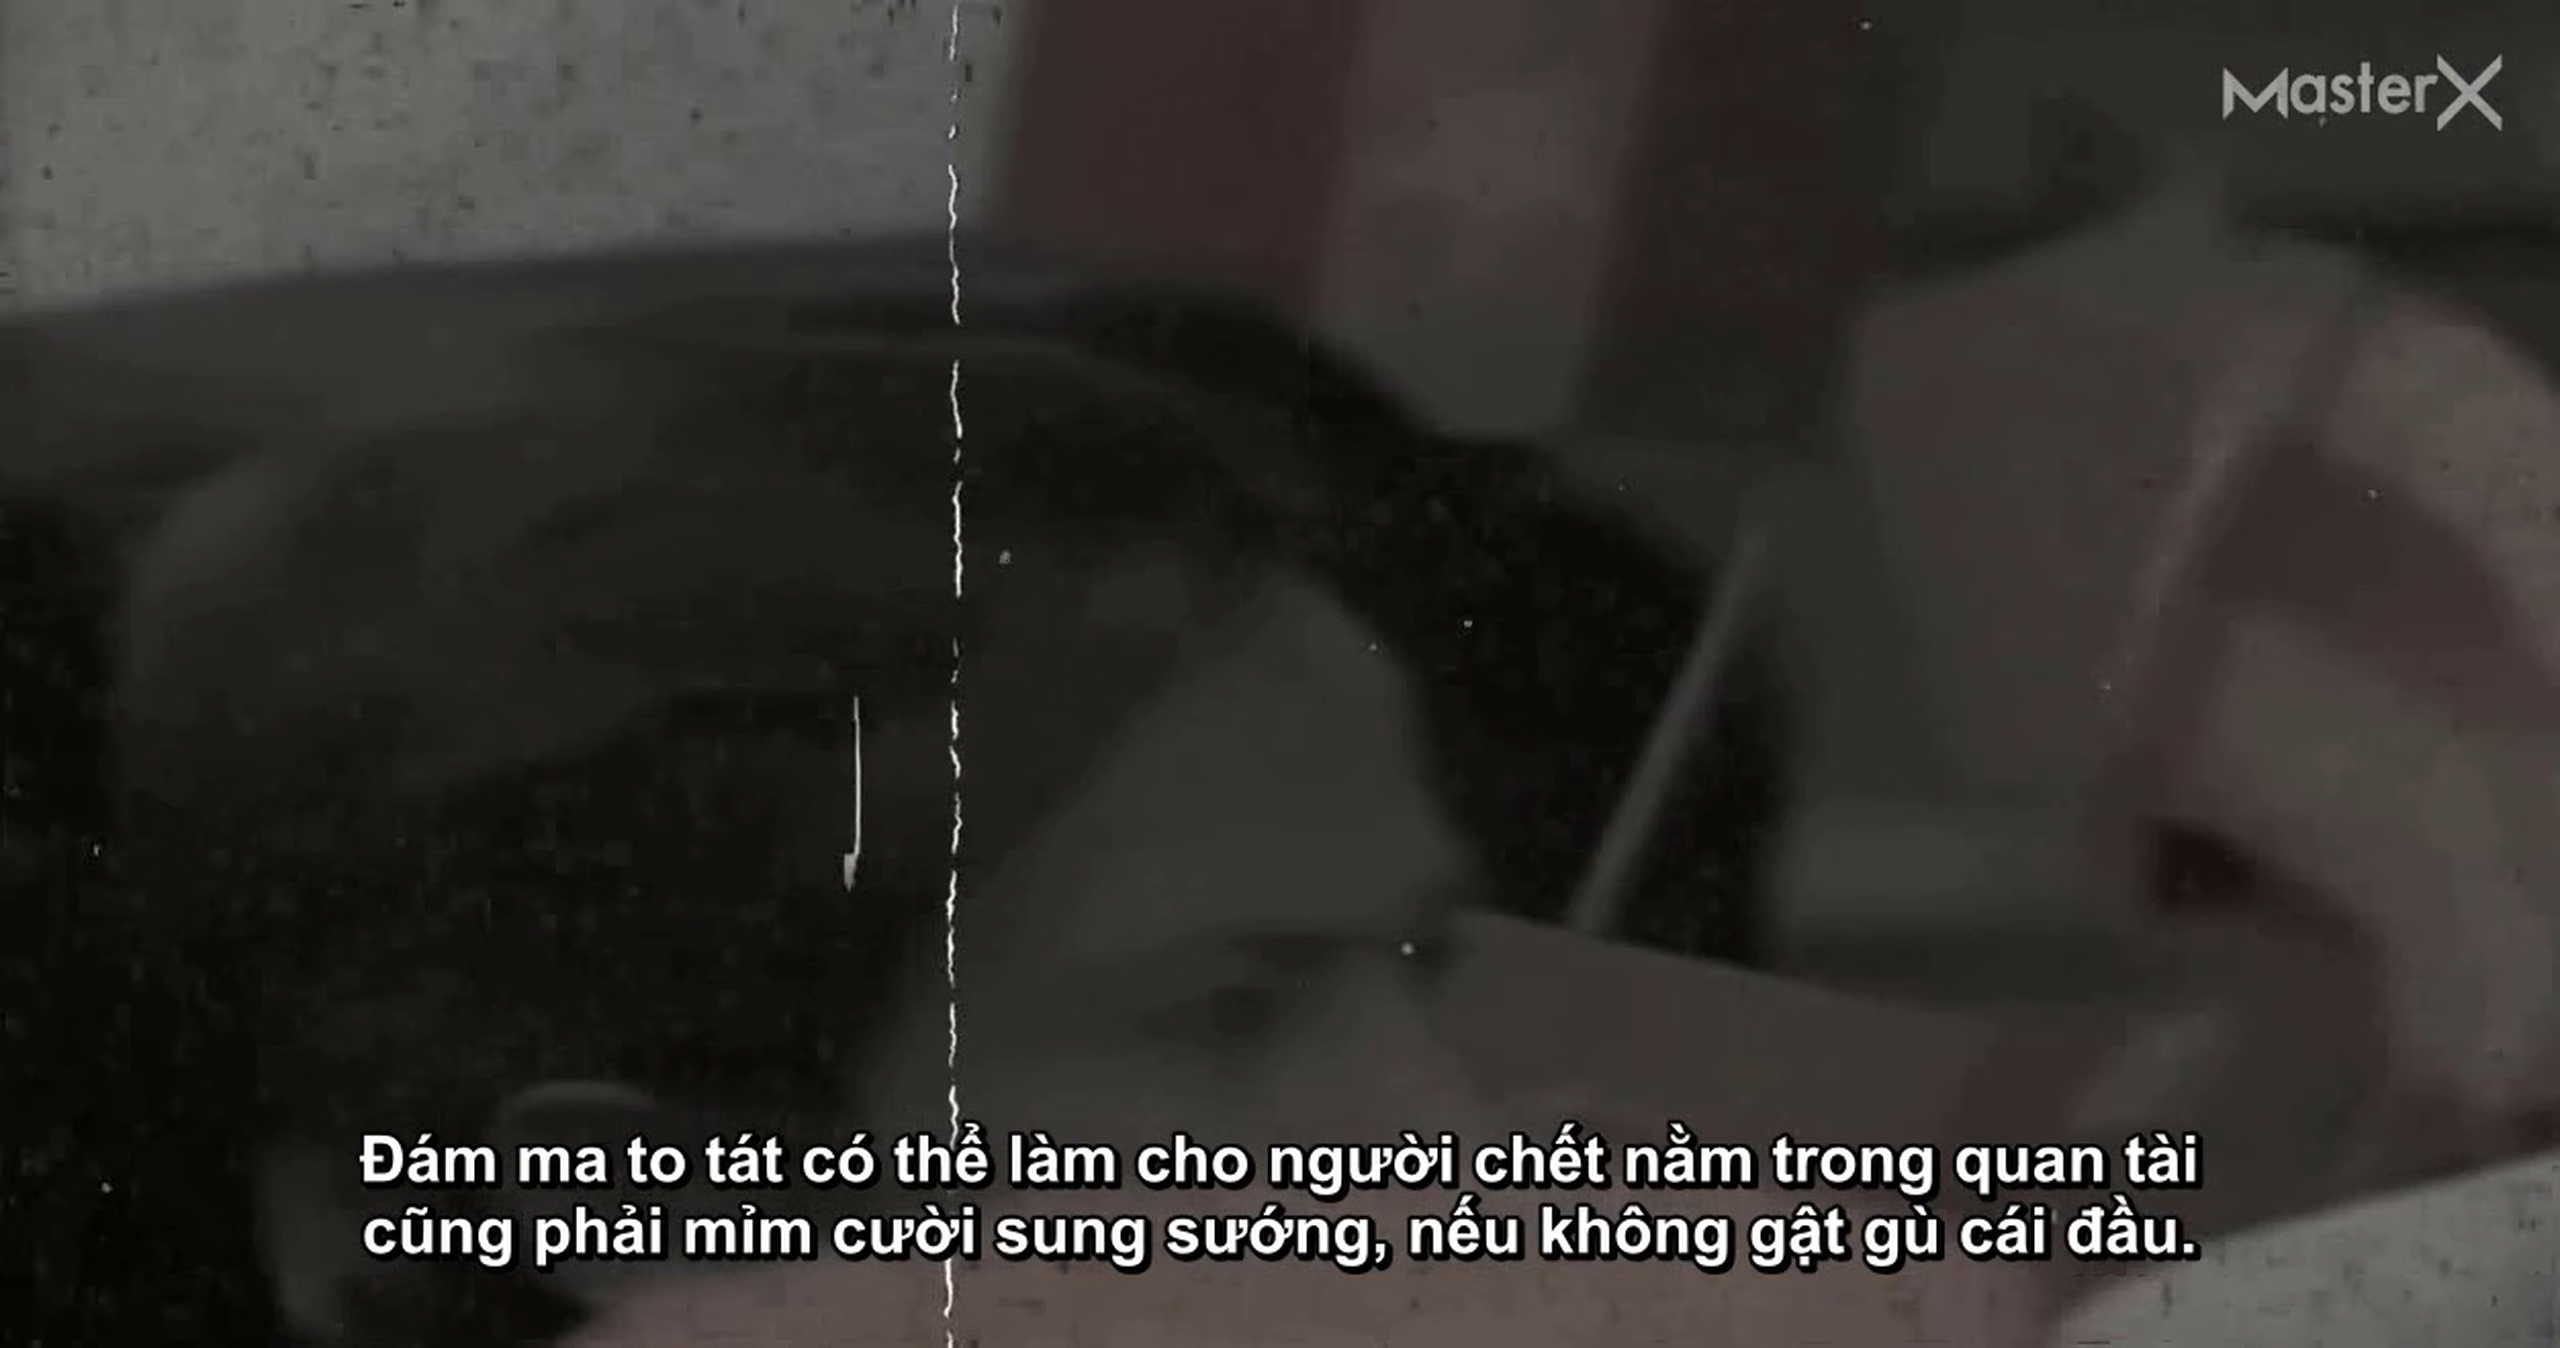 MasterX
Đám ma to tát có thể làm cho người chết nằm trong quan tài
cũng phải mỉm cười sung sướng, nếu không gật gù cái đầu.